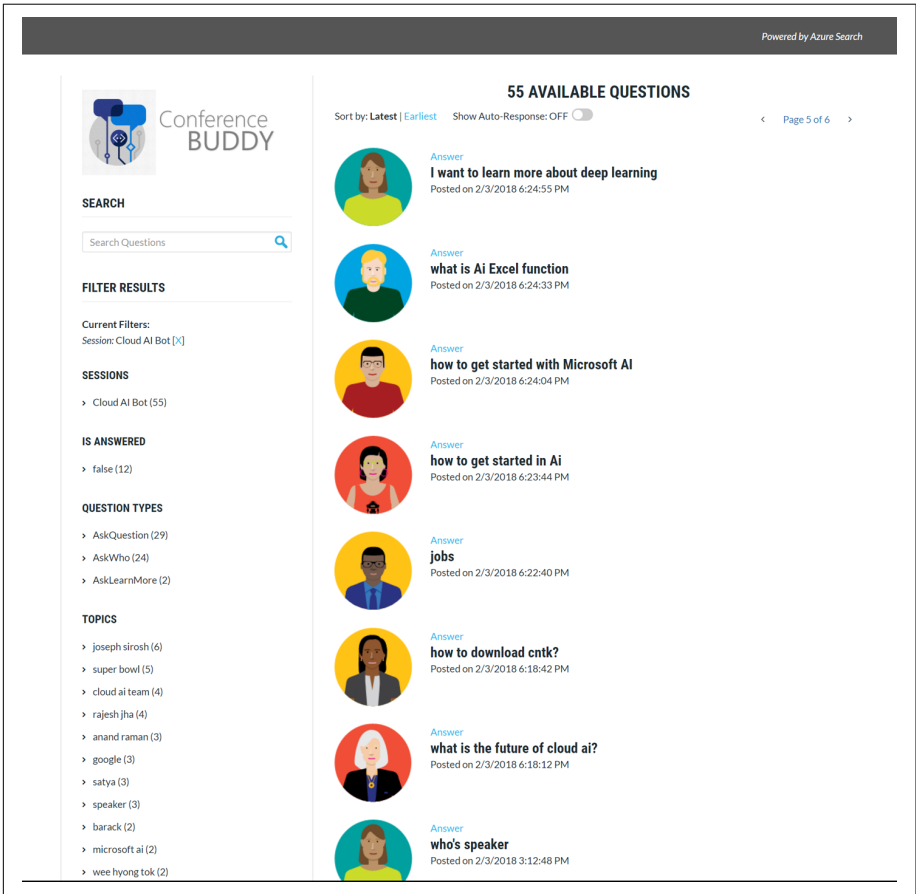 Powered by Azure Search
Conference
BUDDY
SEARCH
Search Questions
FILTER RESULTS
Current Filters:
Session: Cloud AI Bot [X]
SESSIONS
› Cloud AI Bot (55)
IS ANSWERED
› false (12)
QUESTION TYPES
› AskQuestion (29)
› AskWho (24)
› AskLearnMore (2)
TOPICS
› joseph sirosh (6)
› super bowl (5)
› cloud ai team (4)
› rajesh jha (4)
› anand raman (3)
› google (3)
› satya (3)
› speaker (3)
› barack (2)
› microsoft ai (2)
› wee hyong tok (2)
55 AVAILABLE QUESTIONS
Sort by: Latest | Earliest Show Auto-Response: OFF ‹ Page 5 of 6 ›
Answer
I want to learn more about deep learning
Posted on 2/3/2018 6:24:55 PM
Answer
what is Ai Excel function
Posted on 2/3/2018 6:24:33 PM
Answer
how to get started with Microsoft AI
Posted on 2/3/2018 6:24:04 PM
Answer
how to get started in Ai
Posted on 2/3/2018 6:23:44 PM
Answer
jobs
Posted on 2/3/2018 6:22:40 PM
Answer
how to download cntk?
Posted on 2/3/2018 6:18:42 PM
Answer
what is the future of cloud ai?
Posted on 2/3/2018 6:18:12 PM
Answer
who's speaker
Posted on 2/3/2018 3:12:48 PM